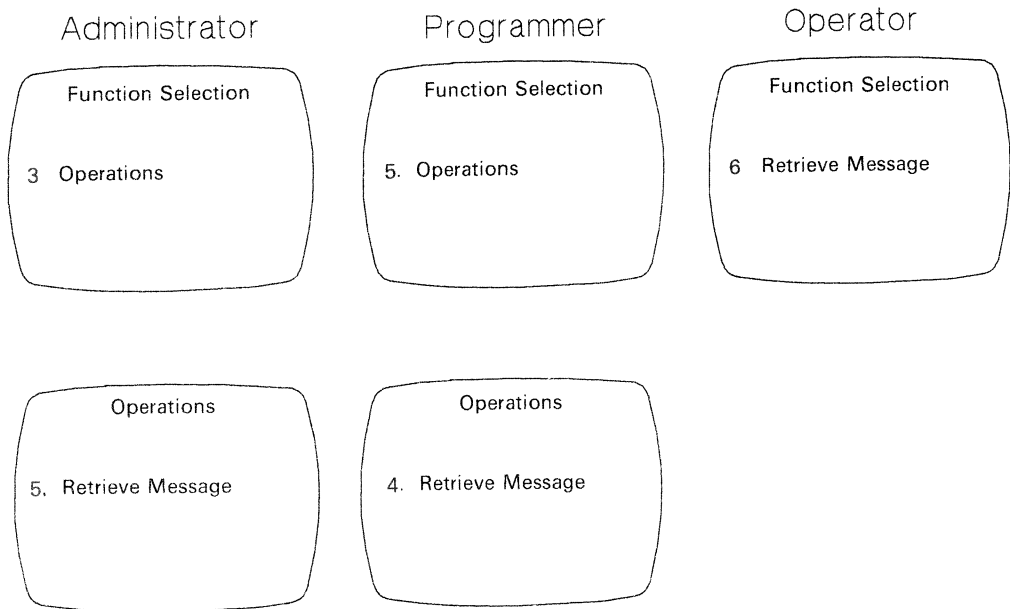 Administrator
Programmer
Operator
Function Selection
3 Operations
Function Selection
5. Operations
Function Selection
6 Retrieve Message
Operations
5. Retrieve Message
Operations
4. Retrieve Message